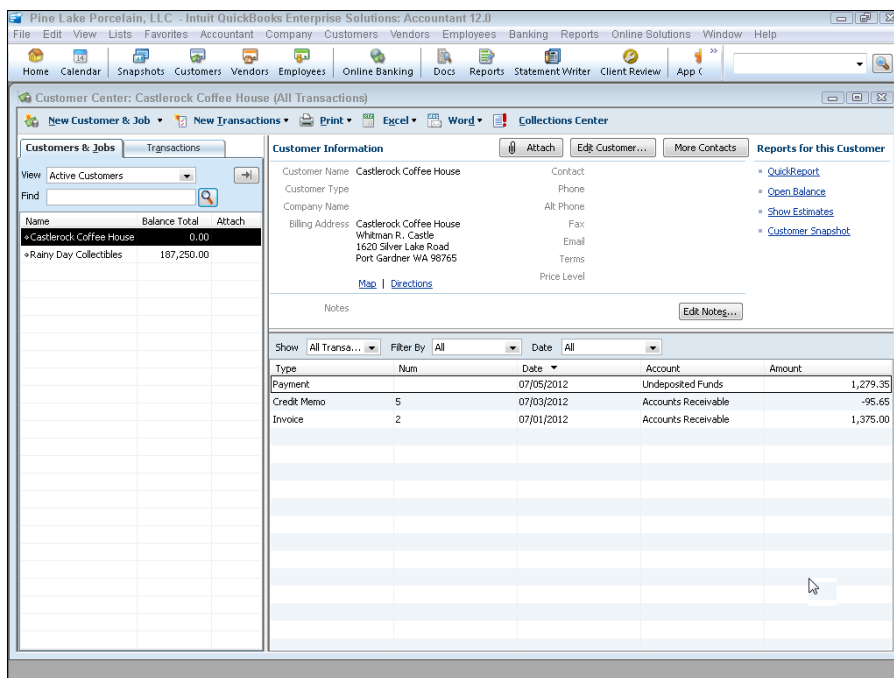 Pine Lake Porcelain, LLC - Intuit QuickBooks Enterprise Solutions: Accountant 12.0
File Edit View Lists Favorites Accountant Company Customers Vendors Employees Banking Reports Online Solutions Window Help
14
Home Calendar Snapshots Customers Vendors Employees Online Banking Docs Reports Statement Writer Client Review App C »
Customer Center: Castlerock Coffee House (All Transactions)
New Customer & Job New Transactions Print Excel Word Collections Center
Customers & Jobs Transactions
View Active Customers
Find
Name Balance Total Attach
Castlerock Coffee House 0.00
Rainy Day Collectibles 187,250.00
Customer Information Attach Edit Customer... More Contacts
Customer Name Castlerock Coffee House Contact
Customer Type Phone
Company Name Alt Phone
Billing Address Castlerock Coffee House Fax
Whitman R. Castle Email
1620 Silver Lake Road
Port Gardner WA 98765 Terms
Price Level
Map | Directions
Notes Edit Notes...
Reports for this Customer
QuickReport
Open Balance
Show Estimates
Customer Snapshot
Show All Transa... Filter By All Date All
Type Num Date Account Amount
Payment 07/05/2012 Undeposited Funds 1,279.35
Credit Memo 5 07/03/2012 Accounts Receivable -95.65
Invoice 2 07/01/2012 Accounts Receivable 1,375.00